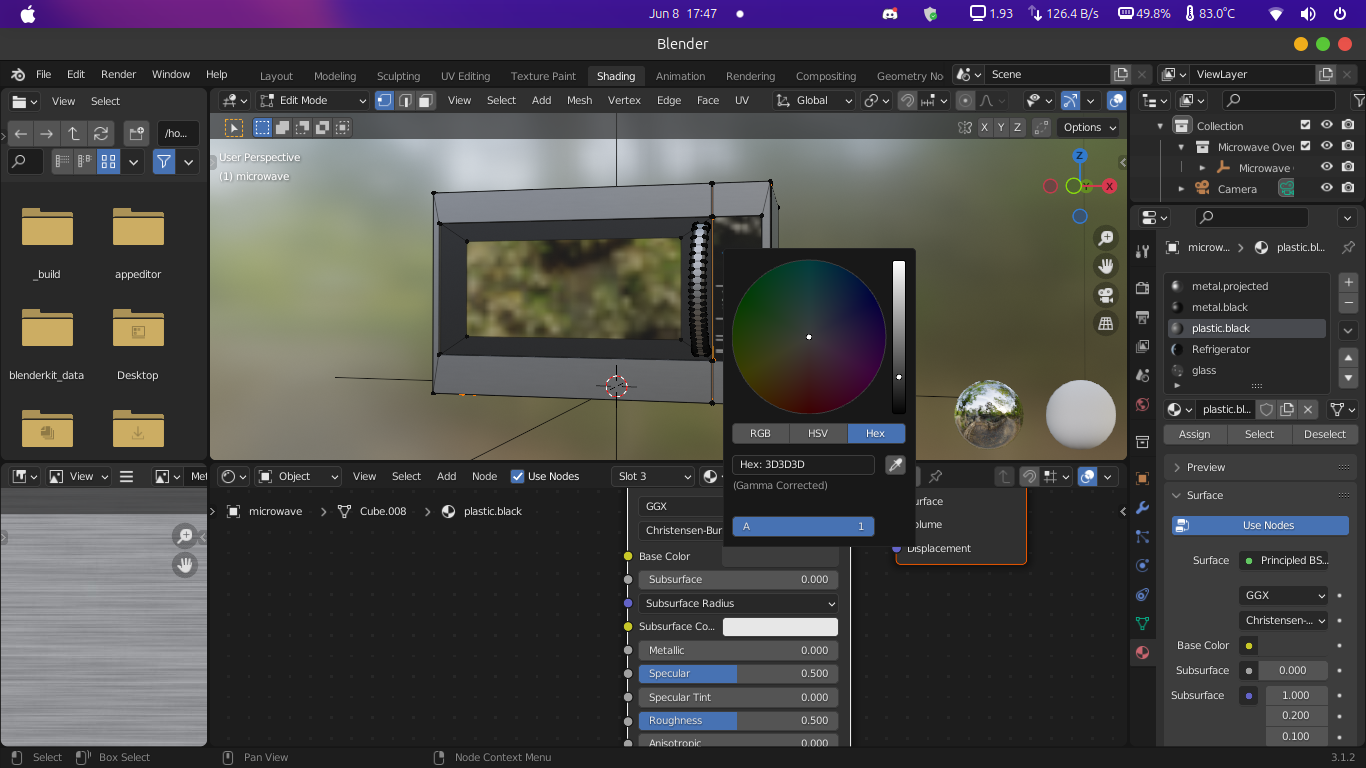 Jun 8 17:47
1.93
126.4 B/s
49.8%
83.0°C
Blender
File Edit Render Window Help
Layout Modeling Sculpting UV Editing Texture Paint Shading Animation Rendering Compositing Geometry No
Scene
ViewLayer
View Select
Edit Mode
View Select Add Mesh Vertex Edge Face UV
Global
/ho...
X Y Z
Options
User Perspective
(1) microwave
Z
X
_build
appeditor
blenderkit_data
Desktop
Collection
Microwave Over
Microwave
Camera
microw...
plastic.bl...
metal.projected
metal.black
plastic.black
Refrigerator
glass
plastic.bl...
Assign Select Deselect
Preview
Surface
Use Nodes
Surface
Principled BS...
GGX
Christensen-...
Base Color
Subsurface
0.000
Subsurface
1.000
0.200
0.100
RGB HSV Hex
Hex: 3D3D3D
(Gamma Corrected)
A 1
View
Met
Object
View Select Add Node
Use Nodes
Slot 3
microwave
Cube.008
plastic.black
GGX
Christensen-Bur
Base Color
Subsurface 0.000
Subsurface Radius
Subsurface Co...
Metallic 0.000
Specular 0.500
Specular Tint 0.000
Roughness 0.500
Anisotropic 0.000
urface
olume
Displacement
Select
Box Select
Pan View
Node Context Menu
3.1.2